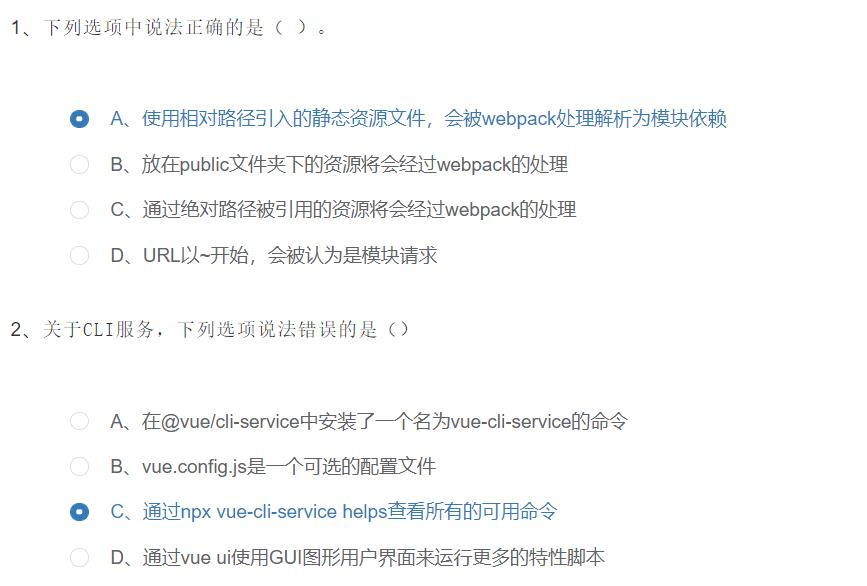 1、下列选项中说法正确的是（ ）。
A、使用相对路径引入的静态资源文件，会被webpack处理解析为模块依赖
B、放在public文件夹下的资源将会经过webpack的处理
C、通过绝对路径被引用的资源将会经过webpack的处理
D、URL以~开始，会被认为是模块请求
2、关于CLI服务，下列选项说法错误的是（）
A、在@vue/cli-service中安装了一个名为vue-cli-service的命令
B、vue.config.js是一个可选的配置文件
C、通过npx vue-cli-service helps查看所有的可用命令
D、通过vue ui使用GUI图形用户界面来运行更多的特性脚本